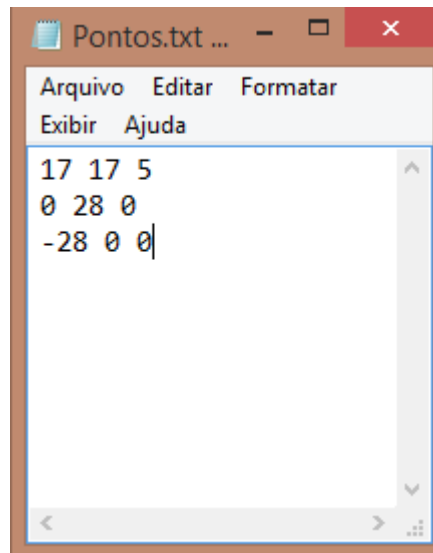 Pontos.txt ...
Arquivo Editar Formatar
Exibir Ajuda
17 17 5
0 28 0
-28 0 0